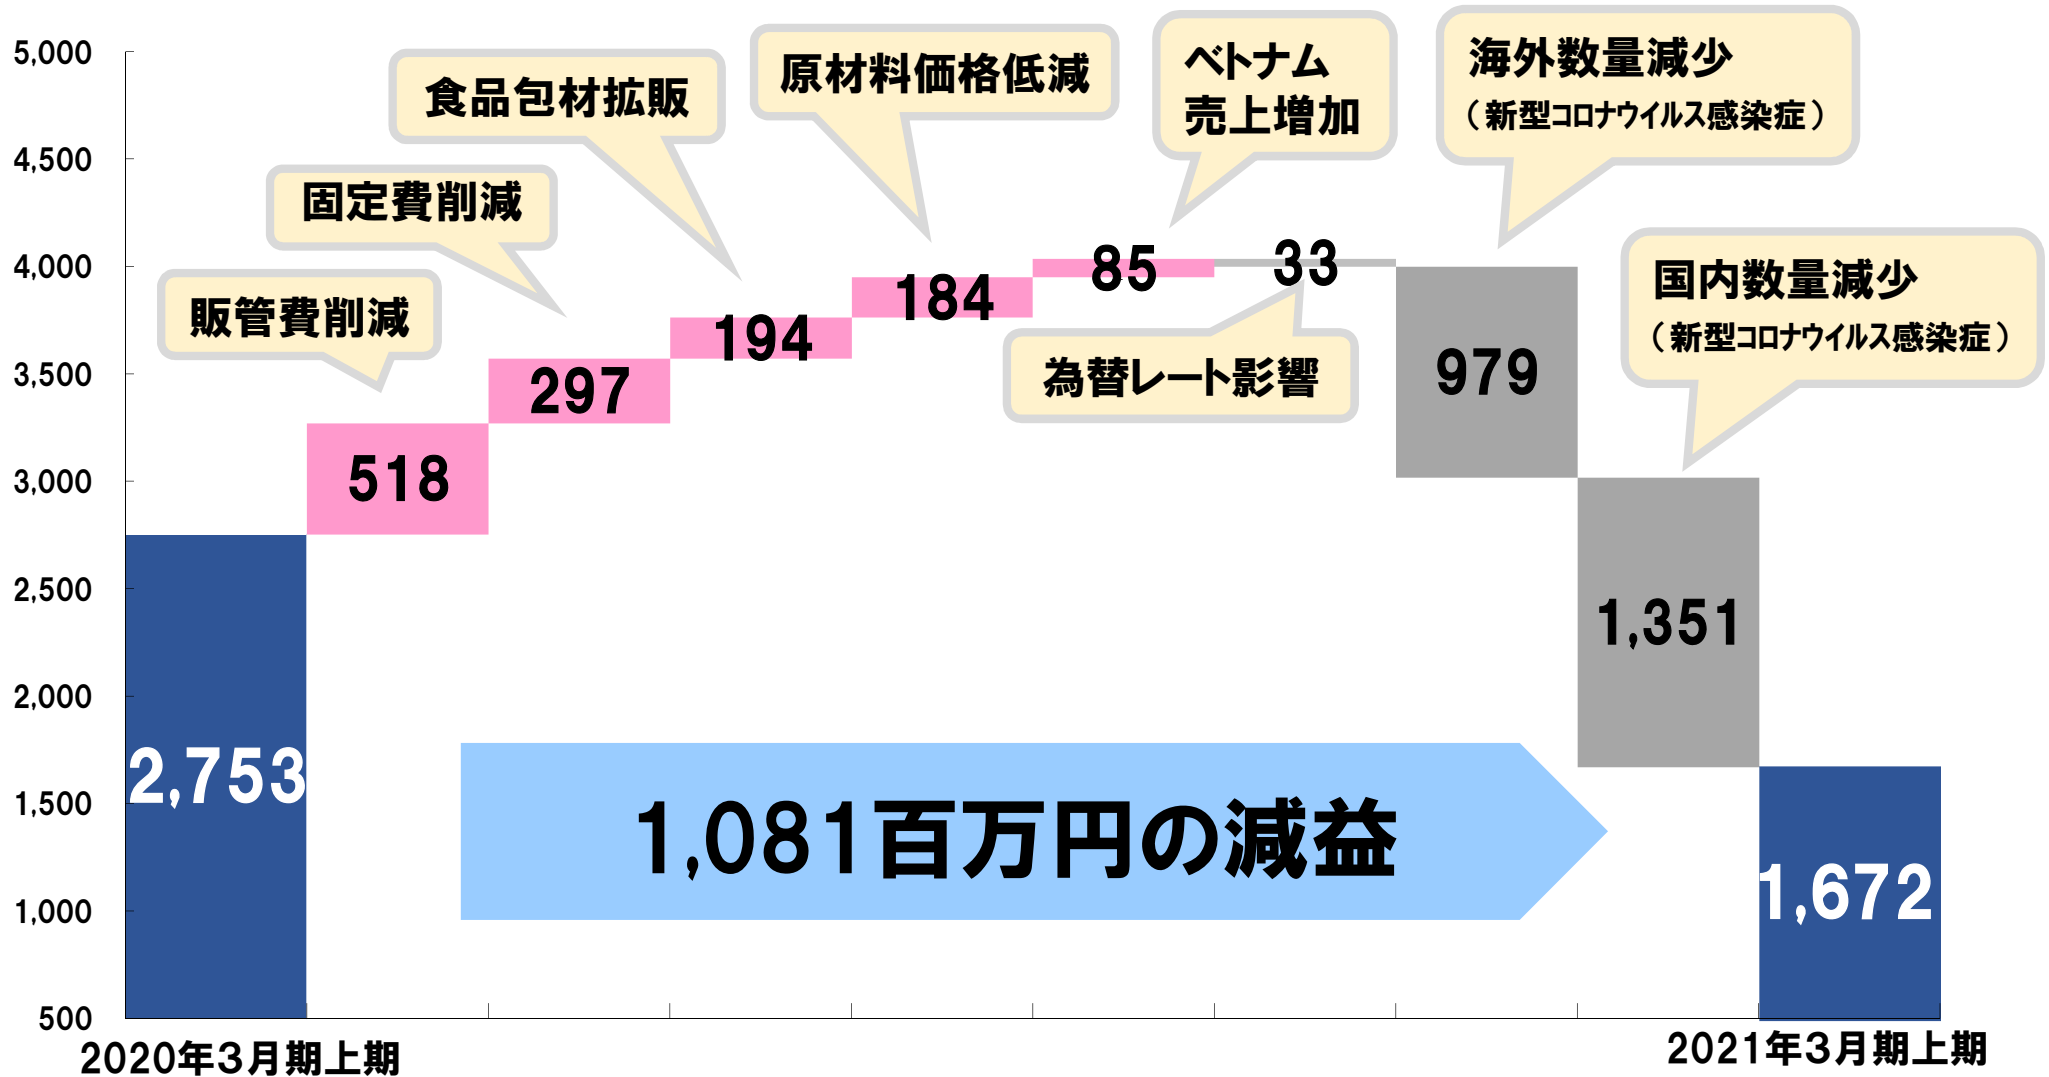 5,000
4,500
4,000
3,500
3,000
2,500
2,000
1,500
1,000
500
販管費削減
固定費削減
食品包材拡販
原材料価格低減
ベトナム
売上増加
為替レート影響
海外数量減少
（新型コロナウイルス感染症）
国内数量減少
（新型コロナウイルス感染症）
2,753
518
297
194
184
85
33
979
1,351
1,672
1,081百万円の減益
2020年3月期上期
2021年3月期上期